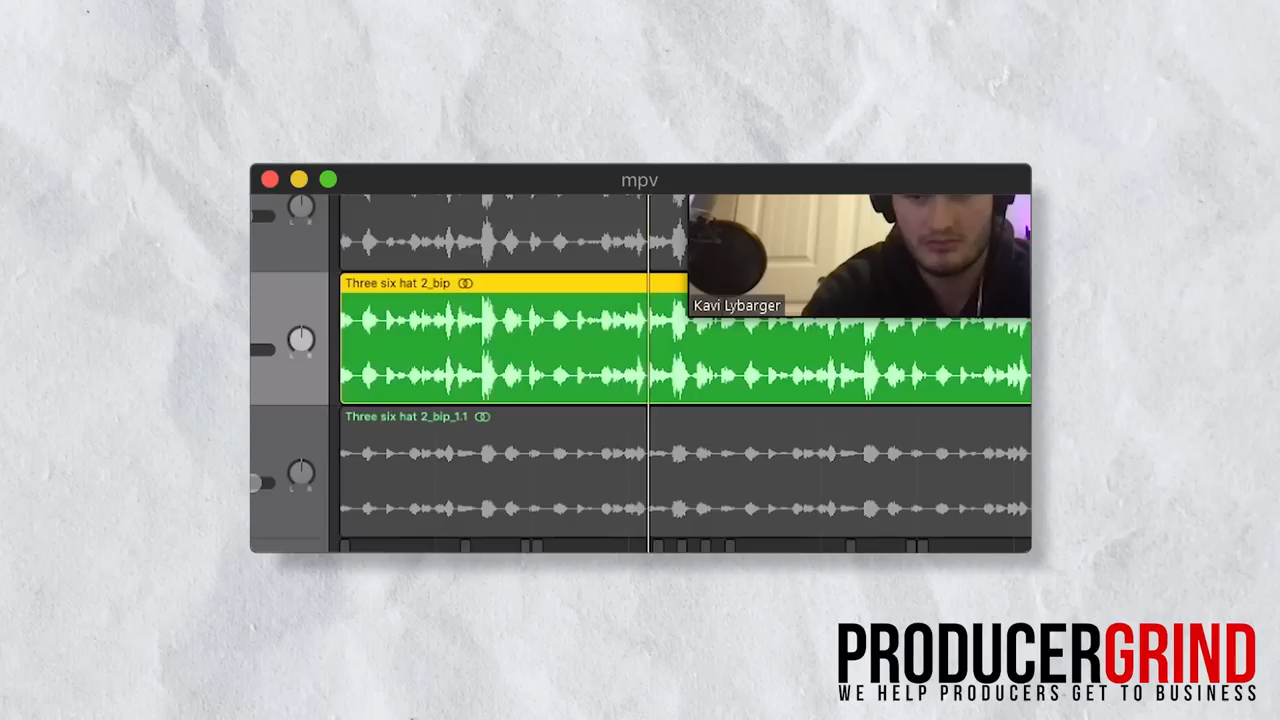 mpv
Three six hat 2_bip
Kavi Lybarger
Three six hat 2_bip_1.1
PRODUCERGRIND
WE HELP PRODUCERS GET TO BUSINESS